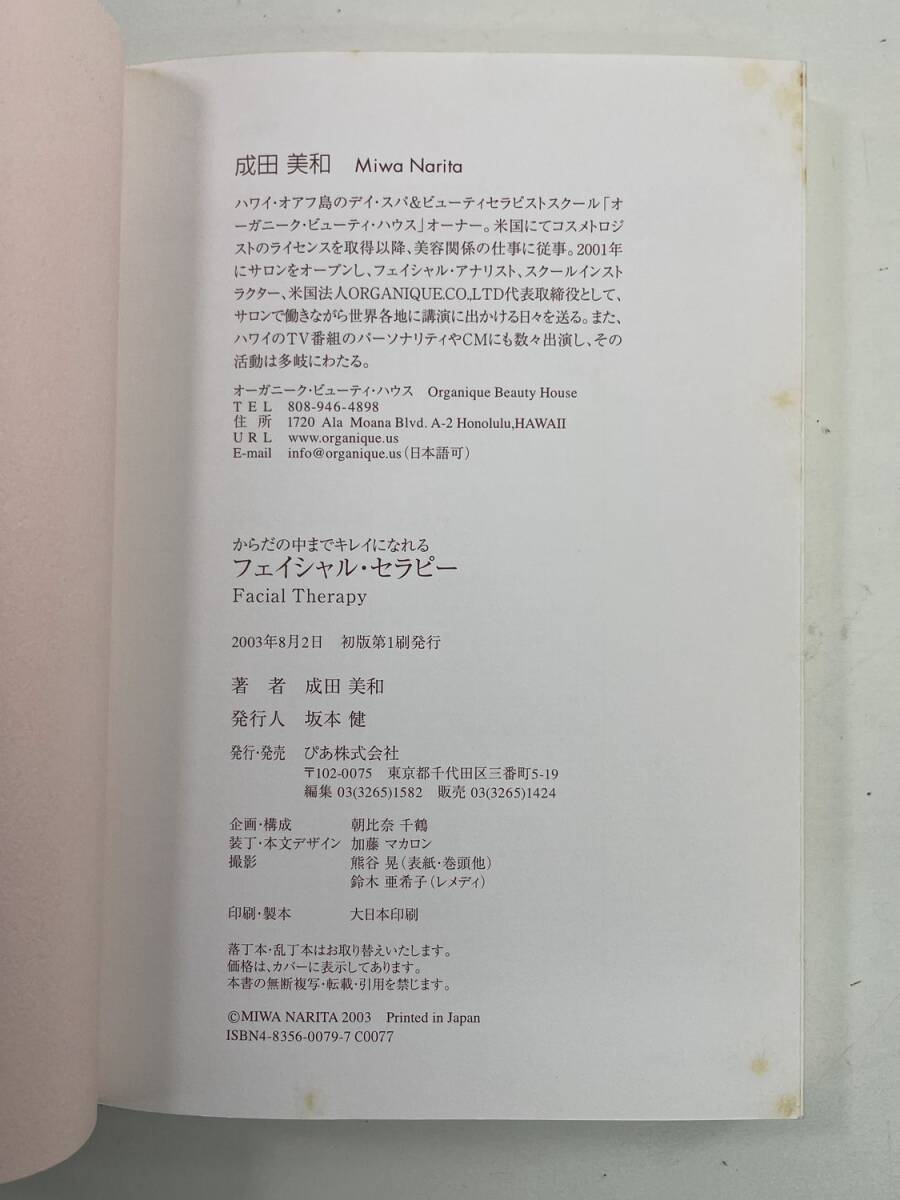 成田 美和 Miwa Narita
ハワイ・オアフ島のデイ・スパ&ビューティセラピストスクール「オ
ーガニーク・ビューティ・ハウス」オーナー。米国にてコスメトロジ
ストのライセンスを取得以降、美容関係の仕事に従事。2001年
にサロンをオープンし、フェイシャル・アナリスト、スクールインスト
ラクター、米国法人ORGANIQUE.CO.,LTD代表取締役として、
サロンで働きながら世界各地に講演に出かける日々を送る。また、
ハワイのTV番組のパーソナリティやCMにも数々出演し、その
活動は多岐にわたる。
オーガニーク・ビューティ・ハウス Organique Beauty House
TEL 808-946-4898
住所 1720 Ala Moana Blvd. A-2 Honolulu,HAWAII
URL www.organique.us
E-mail info@organique.us(日本語可)
からだの中までキレイになれる
フェイシャル・セラピー
Facial Therapy
2003年8月2日 初版第1刷発行
著 者 成田 美和
発行人 坂本 健
発行・発売 ぴあ株式会社
〒102-0075 東京都千代田区三番町5-19
編集 03(3265)1582 販売 03(3265)1424
企画・構成 朝比奈 千鶴
装丁・本文デザイン 加藤 マカロン
撮影 熊谷 晃(表紙・巻頭他)
鈴木 亜希子(レメディ)
印刷・製本 大日本印刷
落丁本・乱丁本はお取り替えいたします。
価格は、カバーに表示してあります。
本書の無断複写・転載・引用を禁じます。
©MIWA NARITA 2003 Printed in Japan
ISBN4-8356-0079-7 C0077